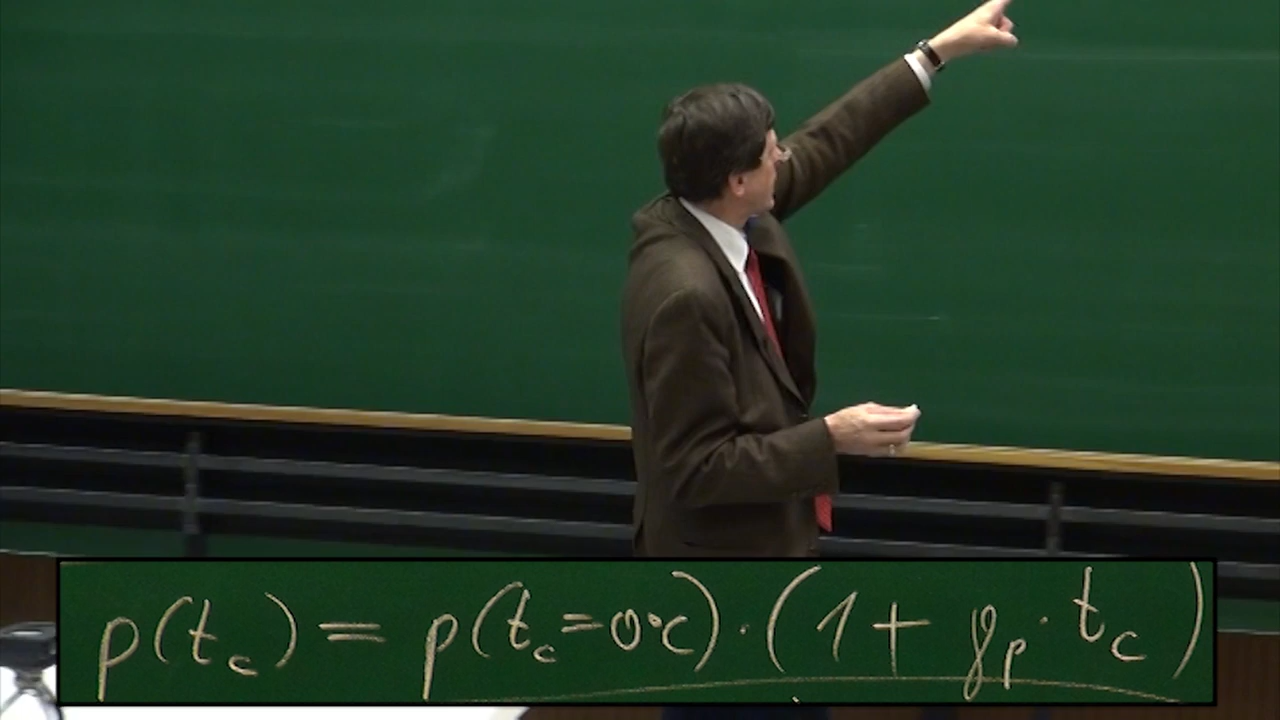 p(t_c) = p(t_c=0°C)·(1+γ_p·t_c)